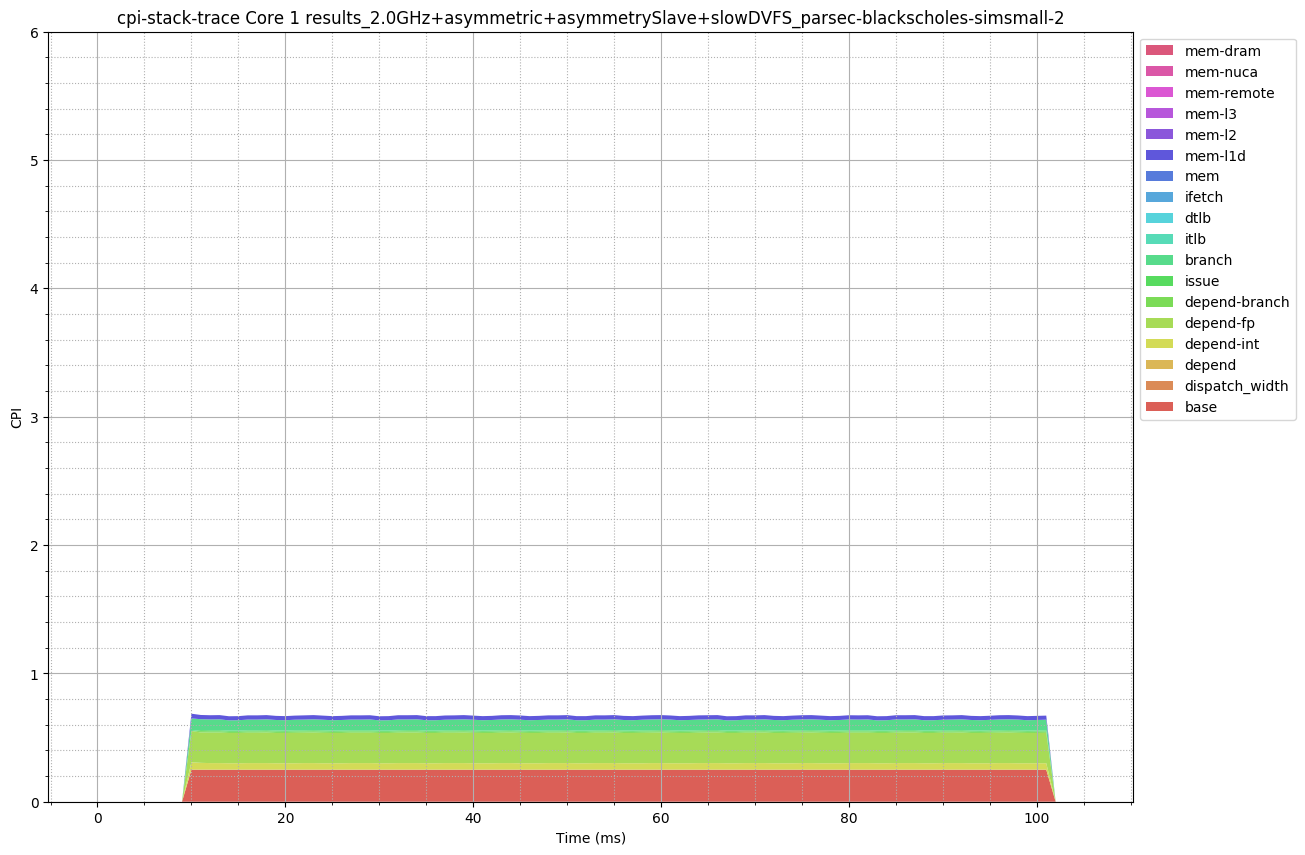 cpi-stack-trace Core 1 results_2.0GHz+asymmetric+asymmetrySlave+slowDVFS_parsec-blackscholes-simsmall-2
6
5
4
3
2
1
0
CPI
0 20 40 60 80 100
Time (ms)
mem-dram
mem-nuca
mem-remote
mem-l3
mem-l2
mem-l1d
mem
ifetch
dtlb
itlb
branch
issue
depend-branch
depend-fp
depend-int
depend
dispatch_width
base